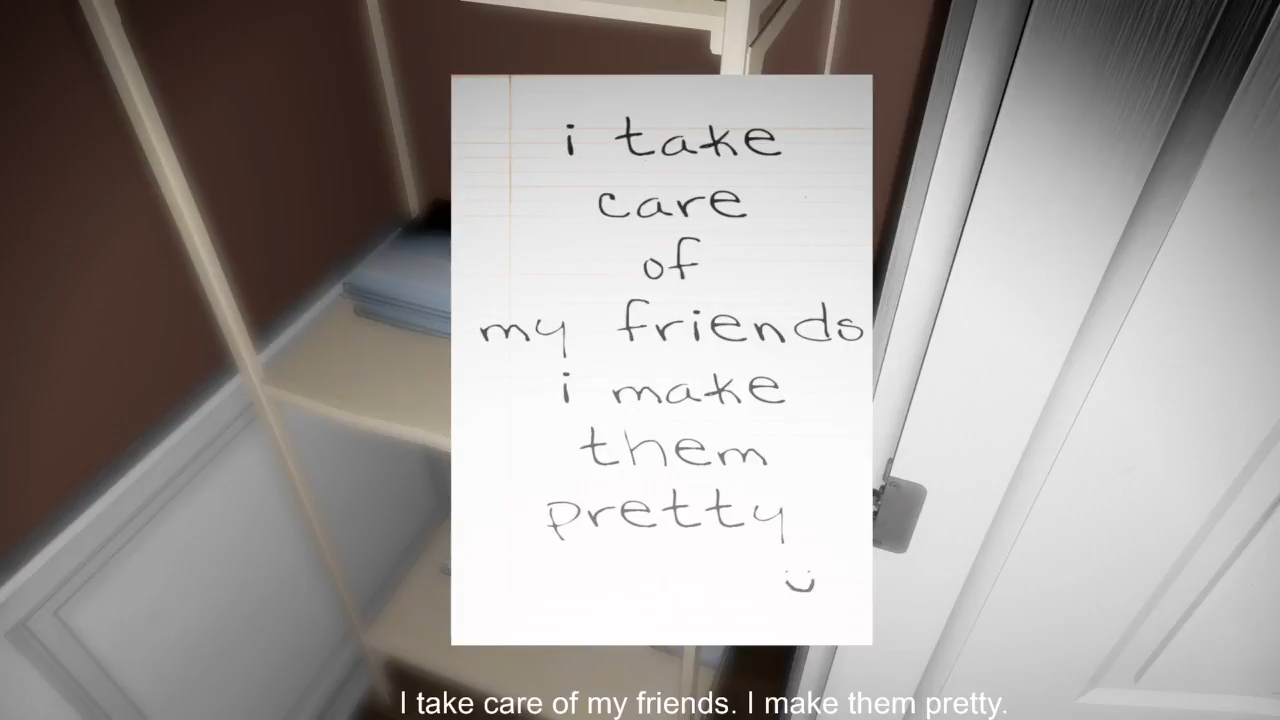 i take
care
of
my friends
i make
them
pretty
I take care of my friends. I make them pretty.